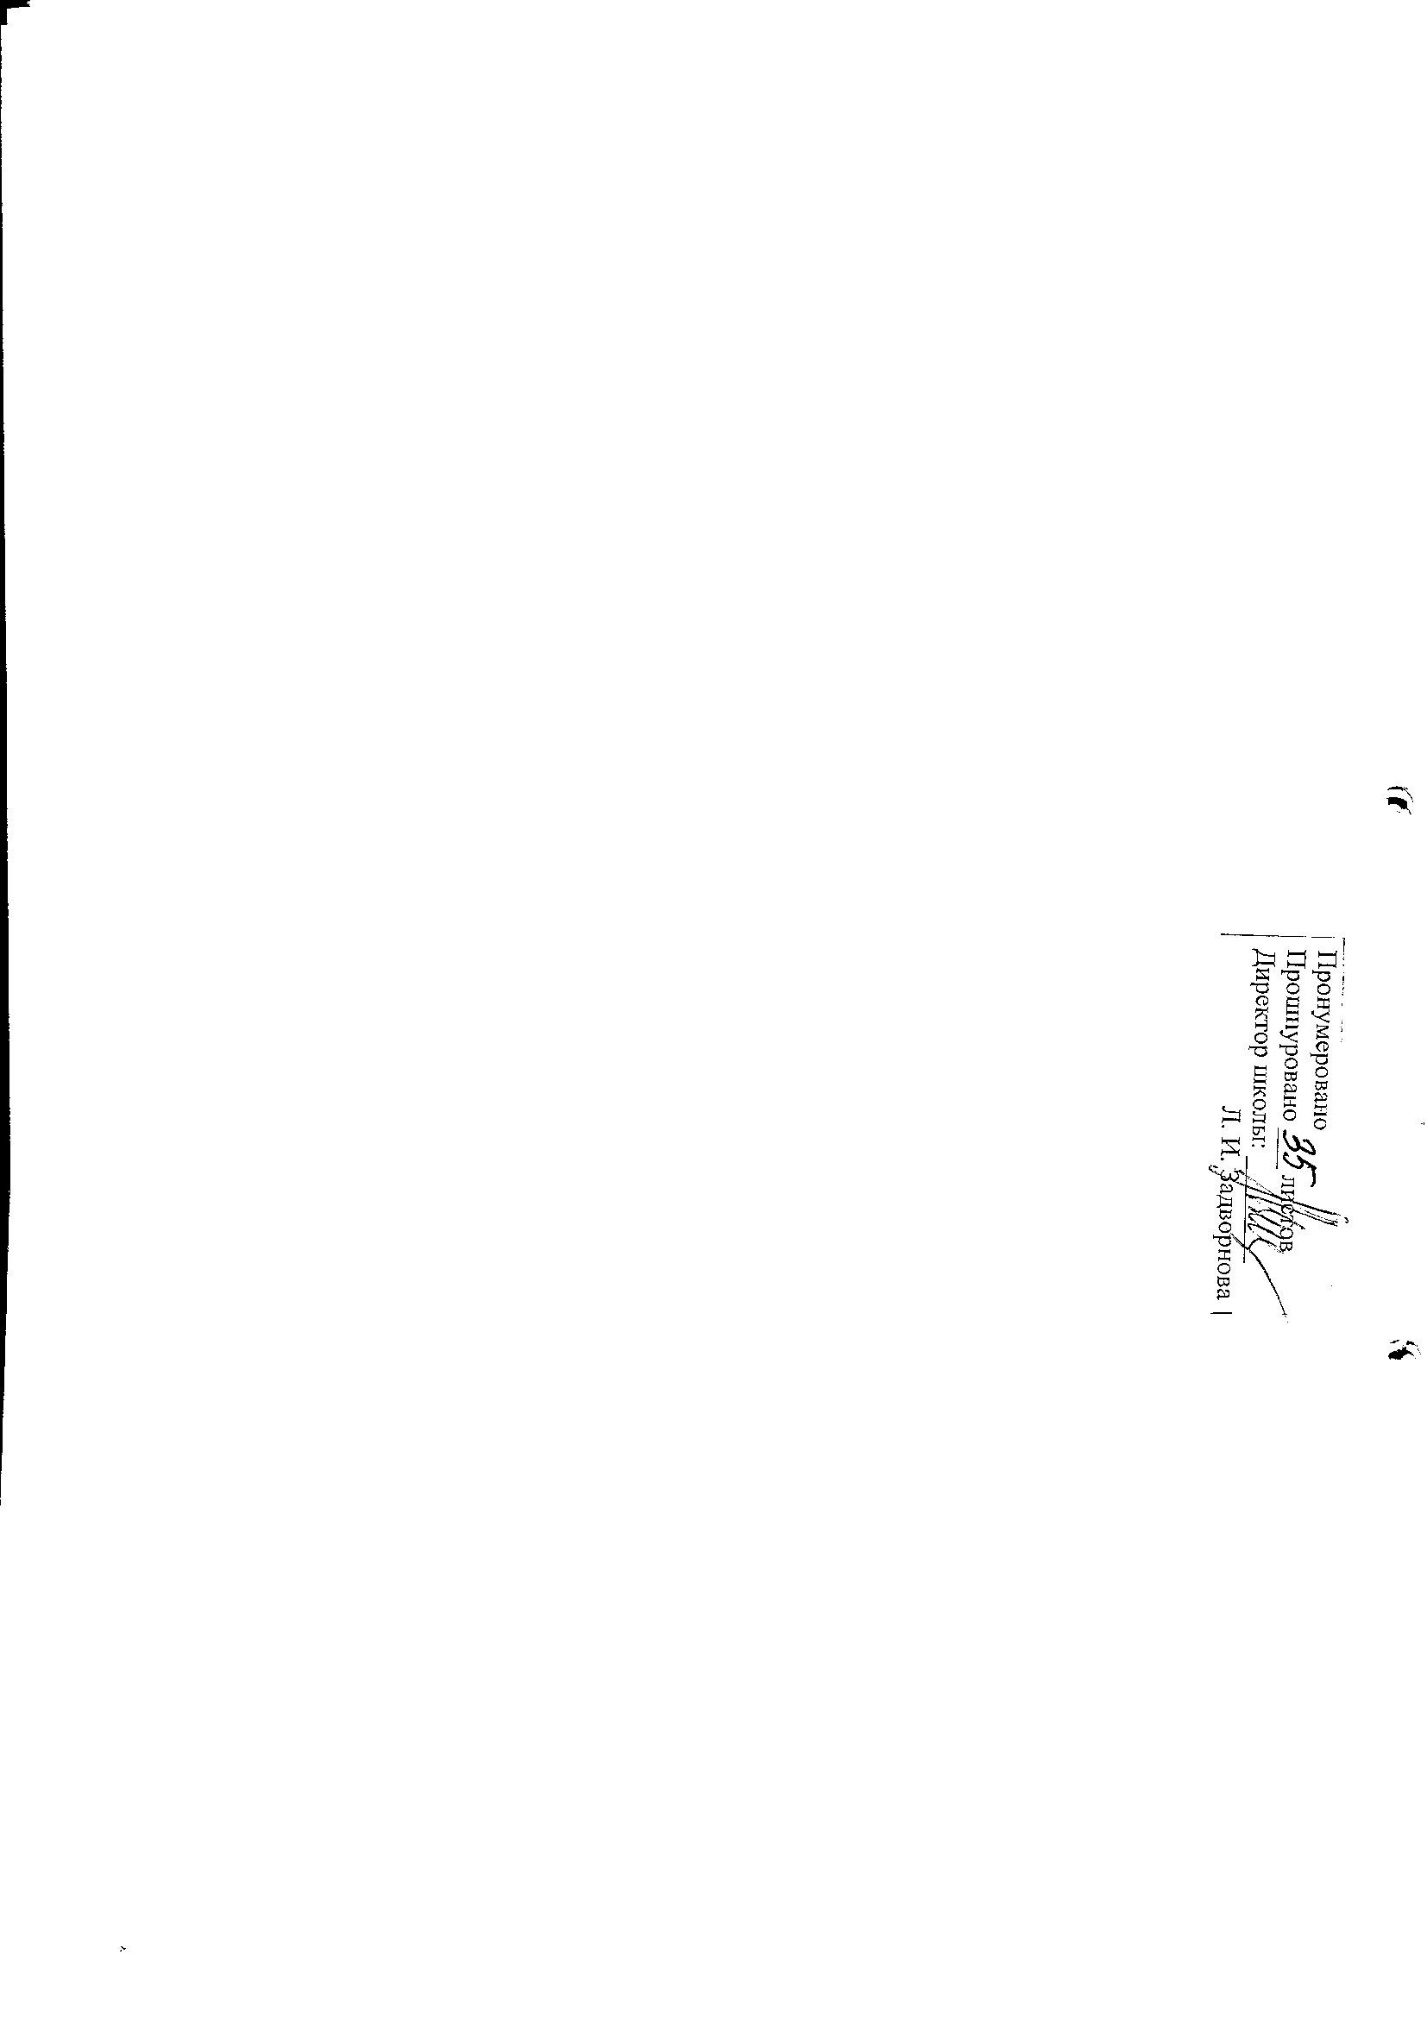 Пронумеровано
Прошнуровано 35 листов
Директор школы:
Л. И. Задворнова